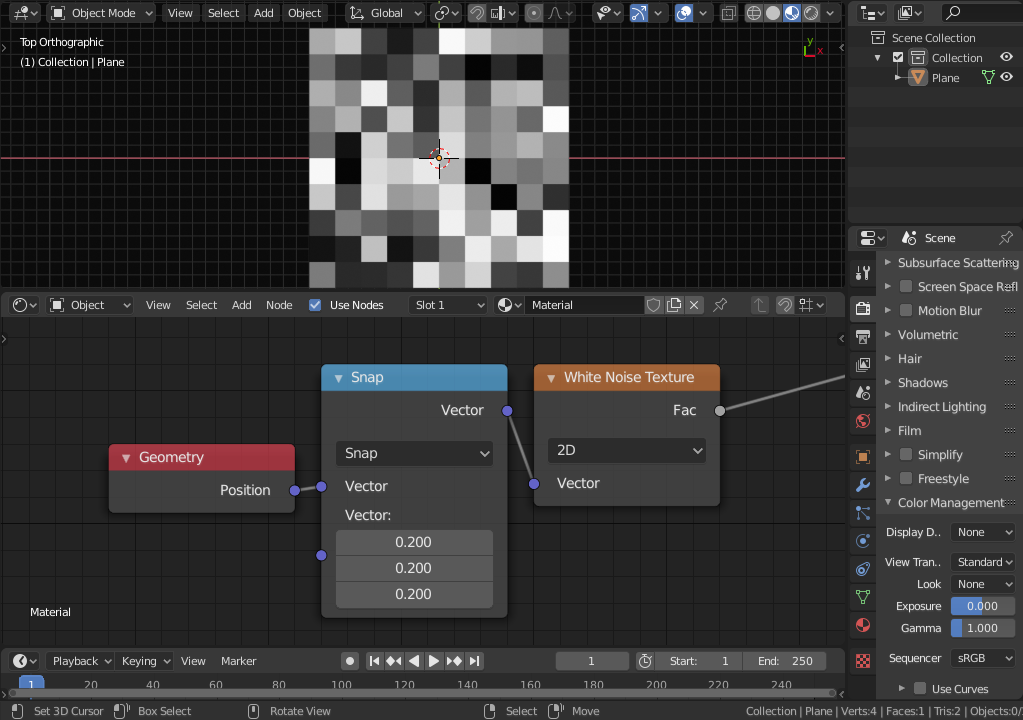 Object Mode View Select Add Object Global
Top Orthographic
(1) Collection | Plane
y
x
Scene Collection
Collection
Plane
Scene
Subsurface Scattering
Screen Space Refl
Motion Blur
Volumetric
Hair
Shadows
Indirect Lighting
Film
Simplify
Freestyle
Color Management
Display D.. None
View Tran.. Standard
Look None
Exposure 0.000
Gamma 1.000
Sequencer sRGB
Use Curves
Object View Select Add Node Use Nodes Slot 1 Material
Snap
Vector
Snap
Vector
Vector:
0.200
0.200
0.200
White Noise Texture
Fac
2D
Vector
Geometry
Position
Material
Playback Keying View Marker 1 Start: 1 End: 250
1 20 40 60 80 100 120 140 160 180 200 220 240
Set 3D Cursor Box Select Rotate View Select Move Collection | Plane | Verts:4 | Faces:1 | Tris:2 | Objects:0/